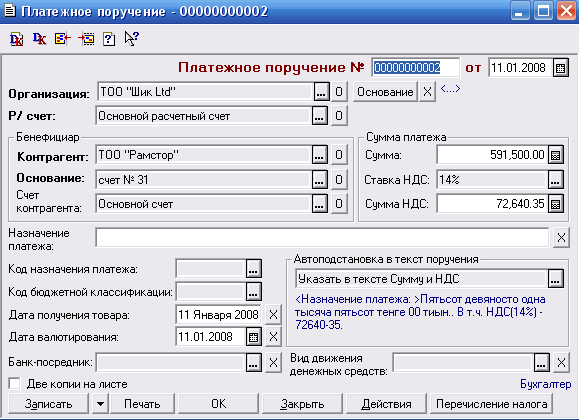 Платежное поручение - 00000000002
Платежное поручение № 00000000002 от 11.01.2008
Организация: ТОО "Шик Ltd" ... 0 Основание X <...>
Р/ счет: Основной расчетный счет ... 0
Бенефициар
Контрагент: ТОО "Рамстор" ... 0
Основание: счет № 31 ... 0
Счет контрагента: Основной счет ... 0
Сумма платежа
Сумма: 591,500.00
Ставка НДС: 14% ...
Сумма НДС: 72,640.35
Назначение платежа: X
Код назначения платежа: ...
Код бюджетной классификации: ...
Дата получения товара: 11 Января 2008 X
Дата валютирования: 11.01.2008 X
Автоподстановка в текст поручения
Указать в тексте Сумму и НДС ...
<Назначение платежа: >Пятьсот девяносто одна
тысяча пятьсот тенге 00 тиын.. В т.ч. НДС(14%) -
72640-35.
Банк-посредник: ... X
Вид движения денежных средств: ... X
Две копии на листе
Бухгалтер
Записать Печать OK Закрыть Действия Перечисление налога